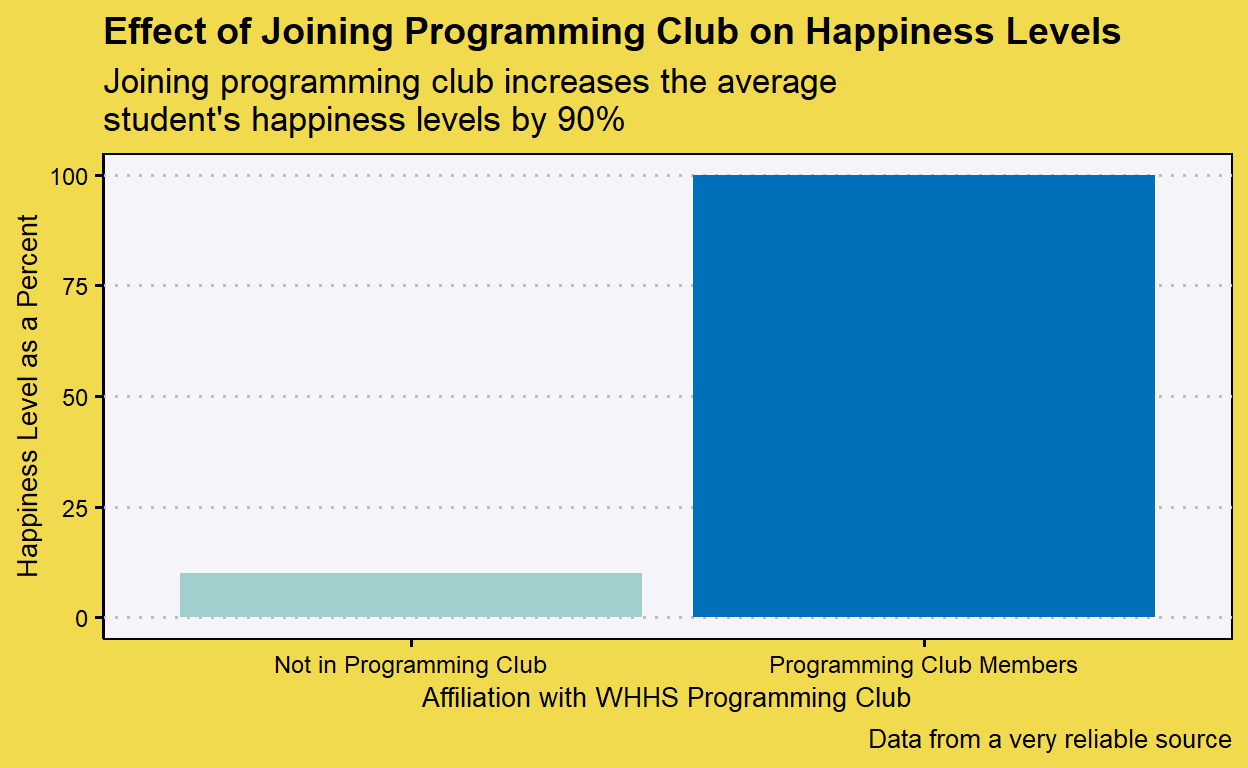 Effect of Joining Programming Club on Happiness Levels
Joining programming club increases the average
student's happiness levels by 90%
Happiness Level as a Percent
100
75
50
25
0
Not in Programming Club
Programming Club Members
Affiliation with WHHS Programming Club
Data from a very reliable source